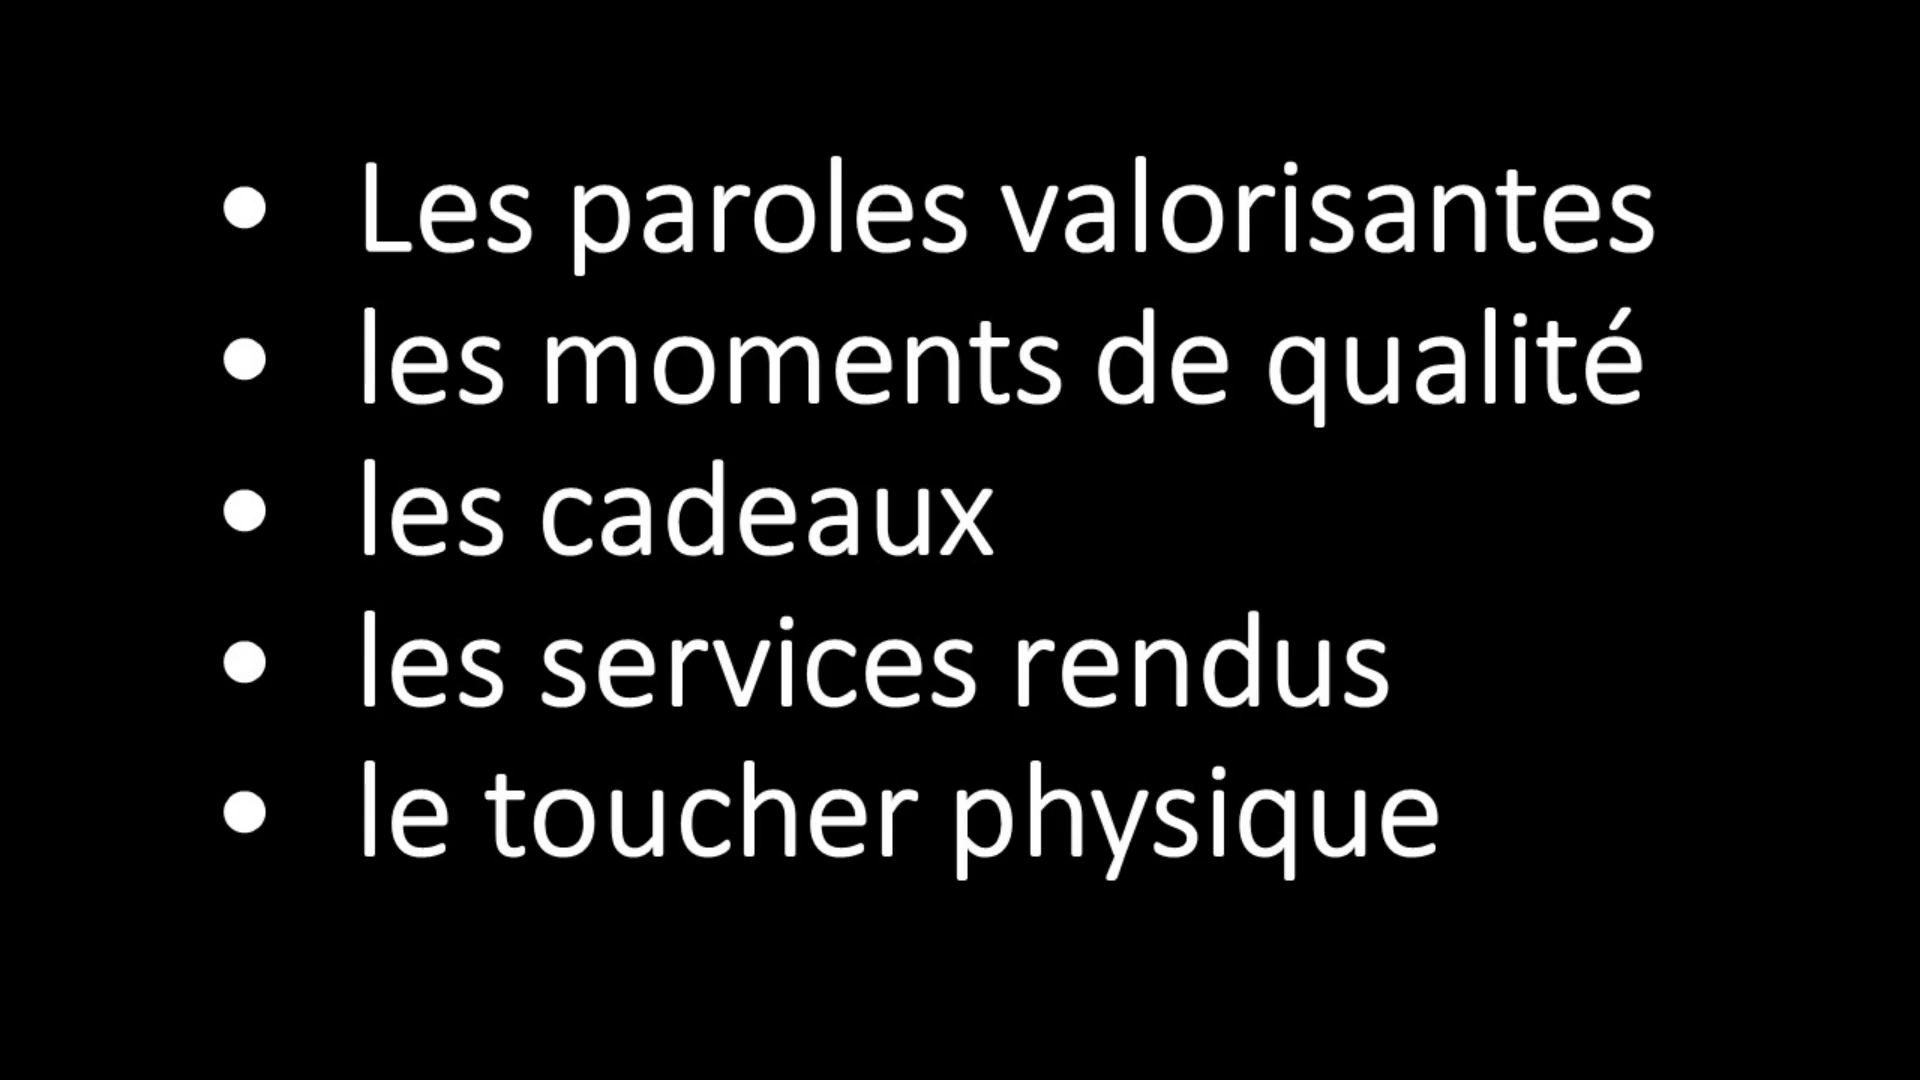 • Les paroles valorisantes
• les moments de qualité
• les cadeaux
• les services rendus
• le toucher physique